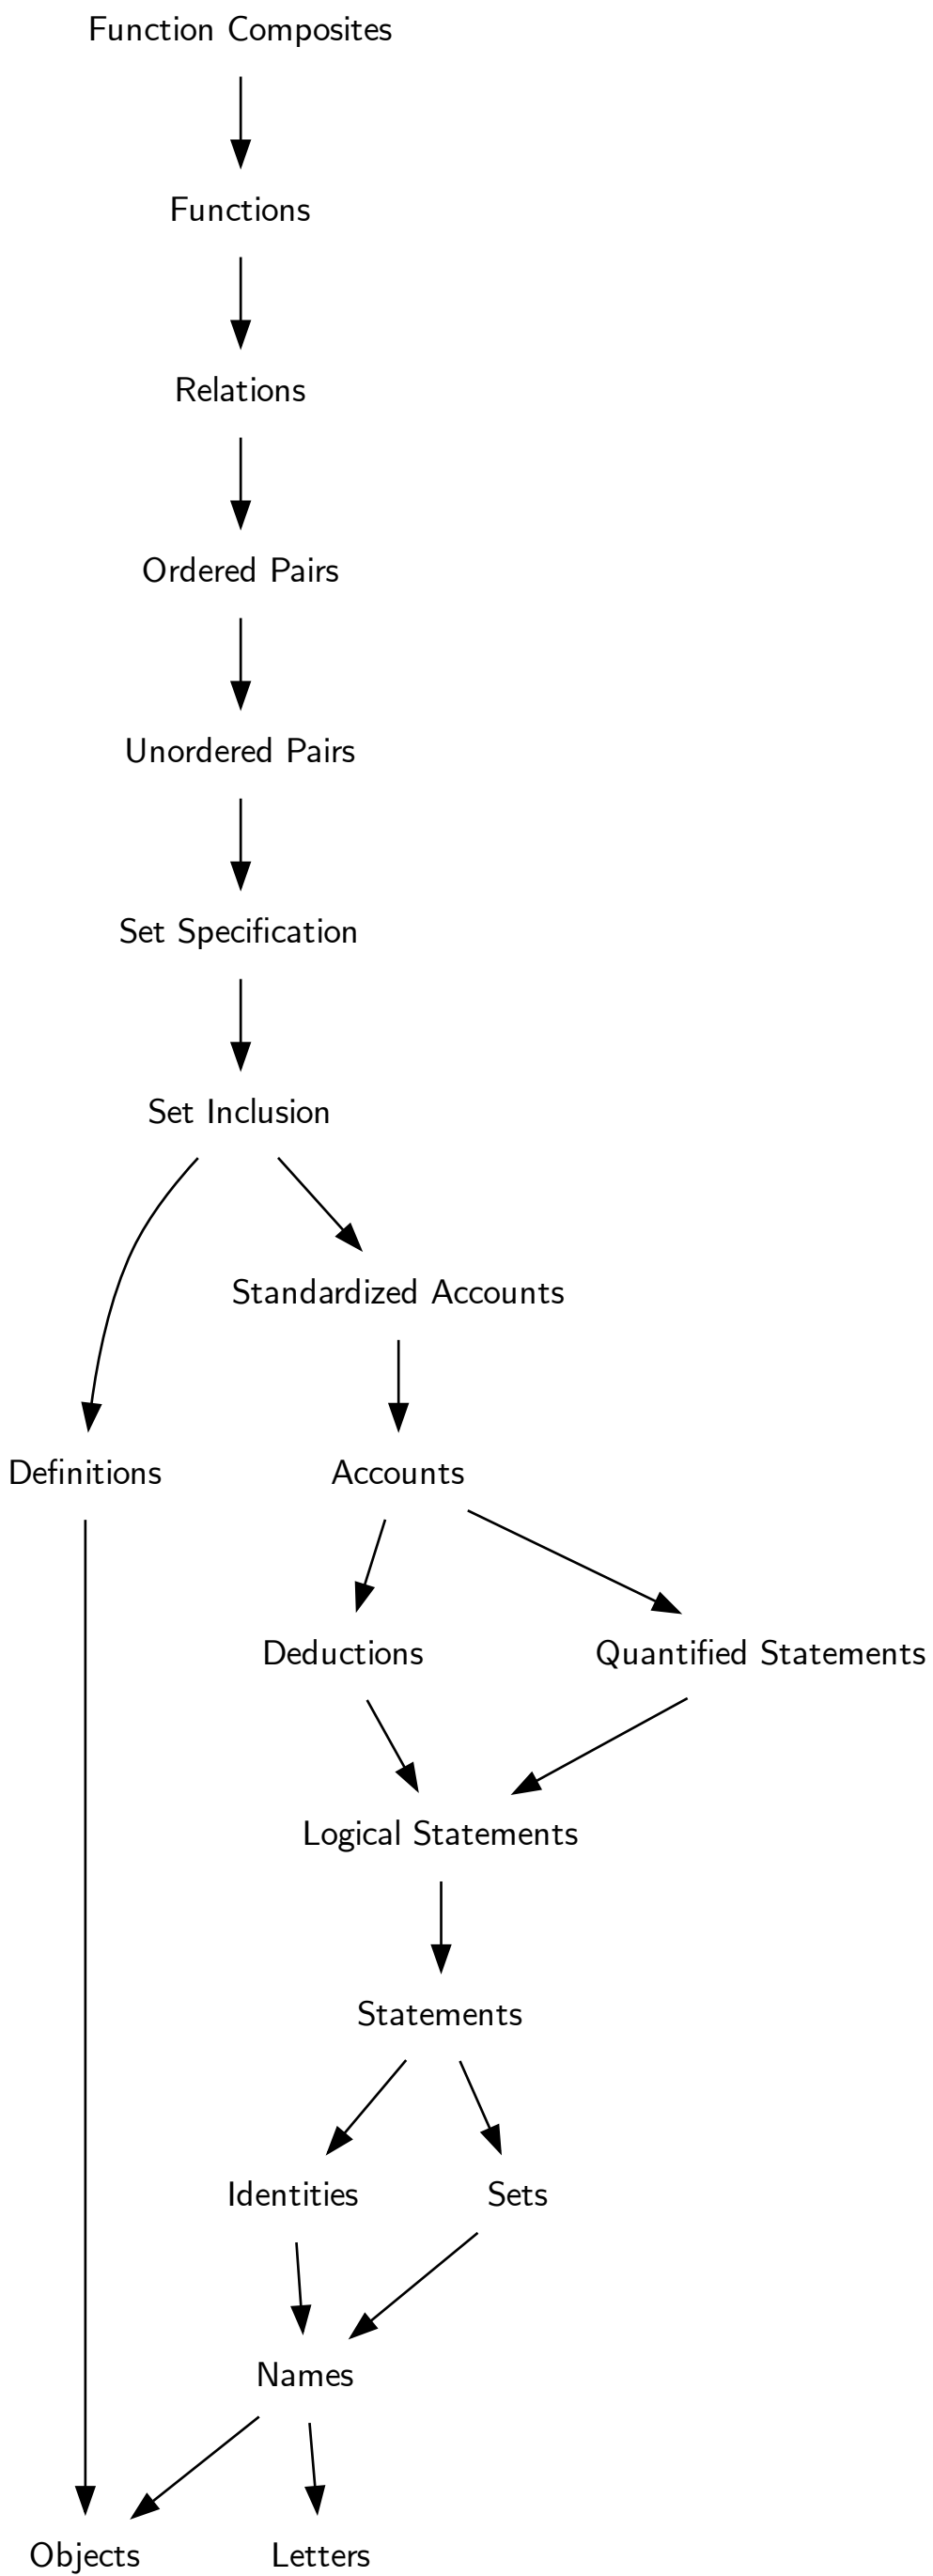 Function Composites
Functions
Relations
Ordered Pairs
Unordered Pairs
Set Specification
Set Inclusion
Standardized Accounts
Definitions
Accounts
Deductions
Quantified Statements
Logical Statements
Statements
Identities
Sets
Names
Objects
Letters